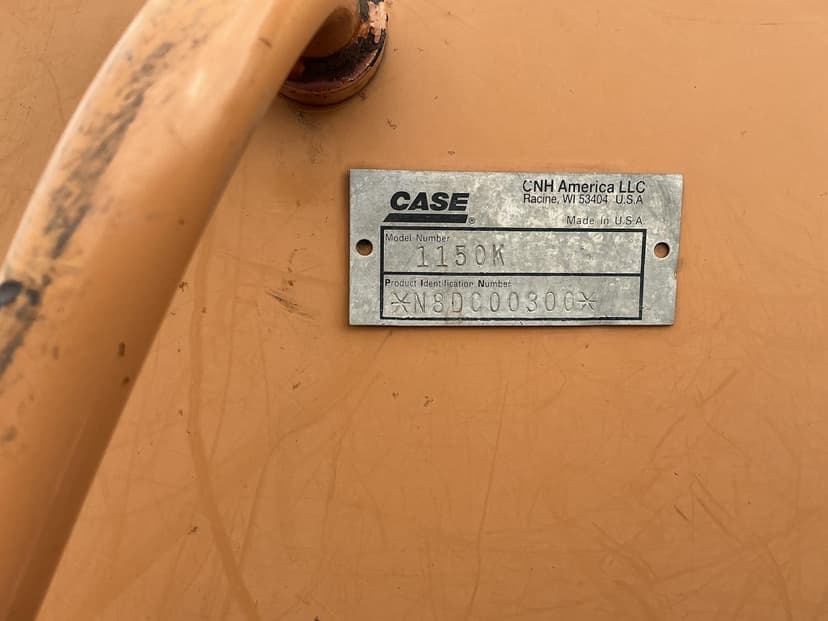 CASE®
CNH America LLC
Racine, WI 53404 U.S.A
Made in U.S.A.
Model Number
1150K
Product Identification Number
*N8DC00300*